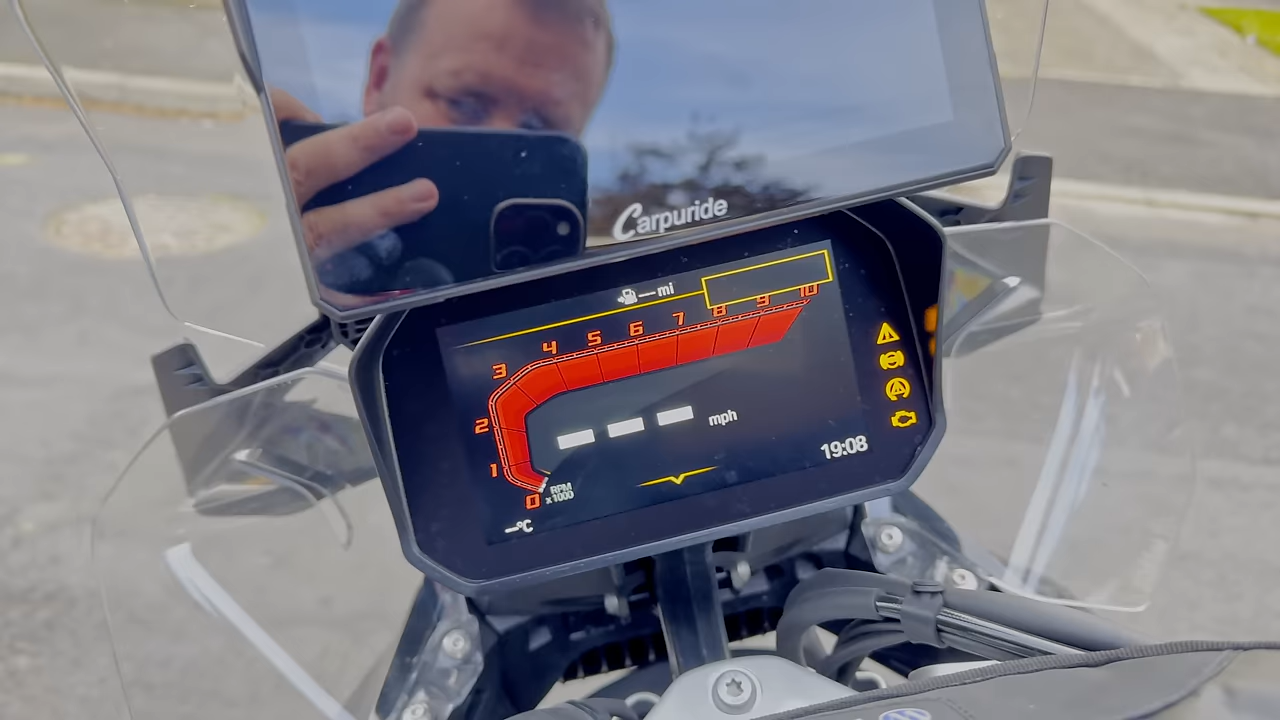 Carpuride
--- mi
0 1 2 3 4 5 6 7 8 9 10
RPM
x1000
--- mph
19:08
--°C